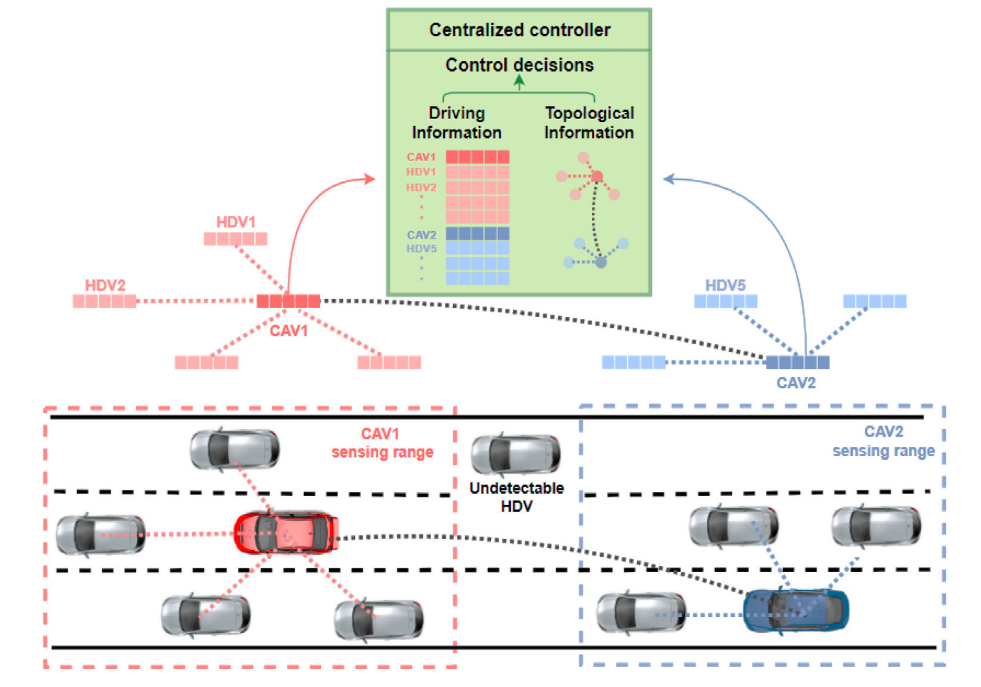 Centralized controller
Control decisions
Driving
Information
Topological
Information
CAV1
HDV1
HDV2
CAV2
HDV5
HDV1
HDV2
CAV1
HDV5
CAV2
CAV1
sensing range
Undetectable
HDV
CAV2
sensing range